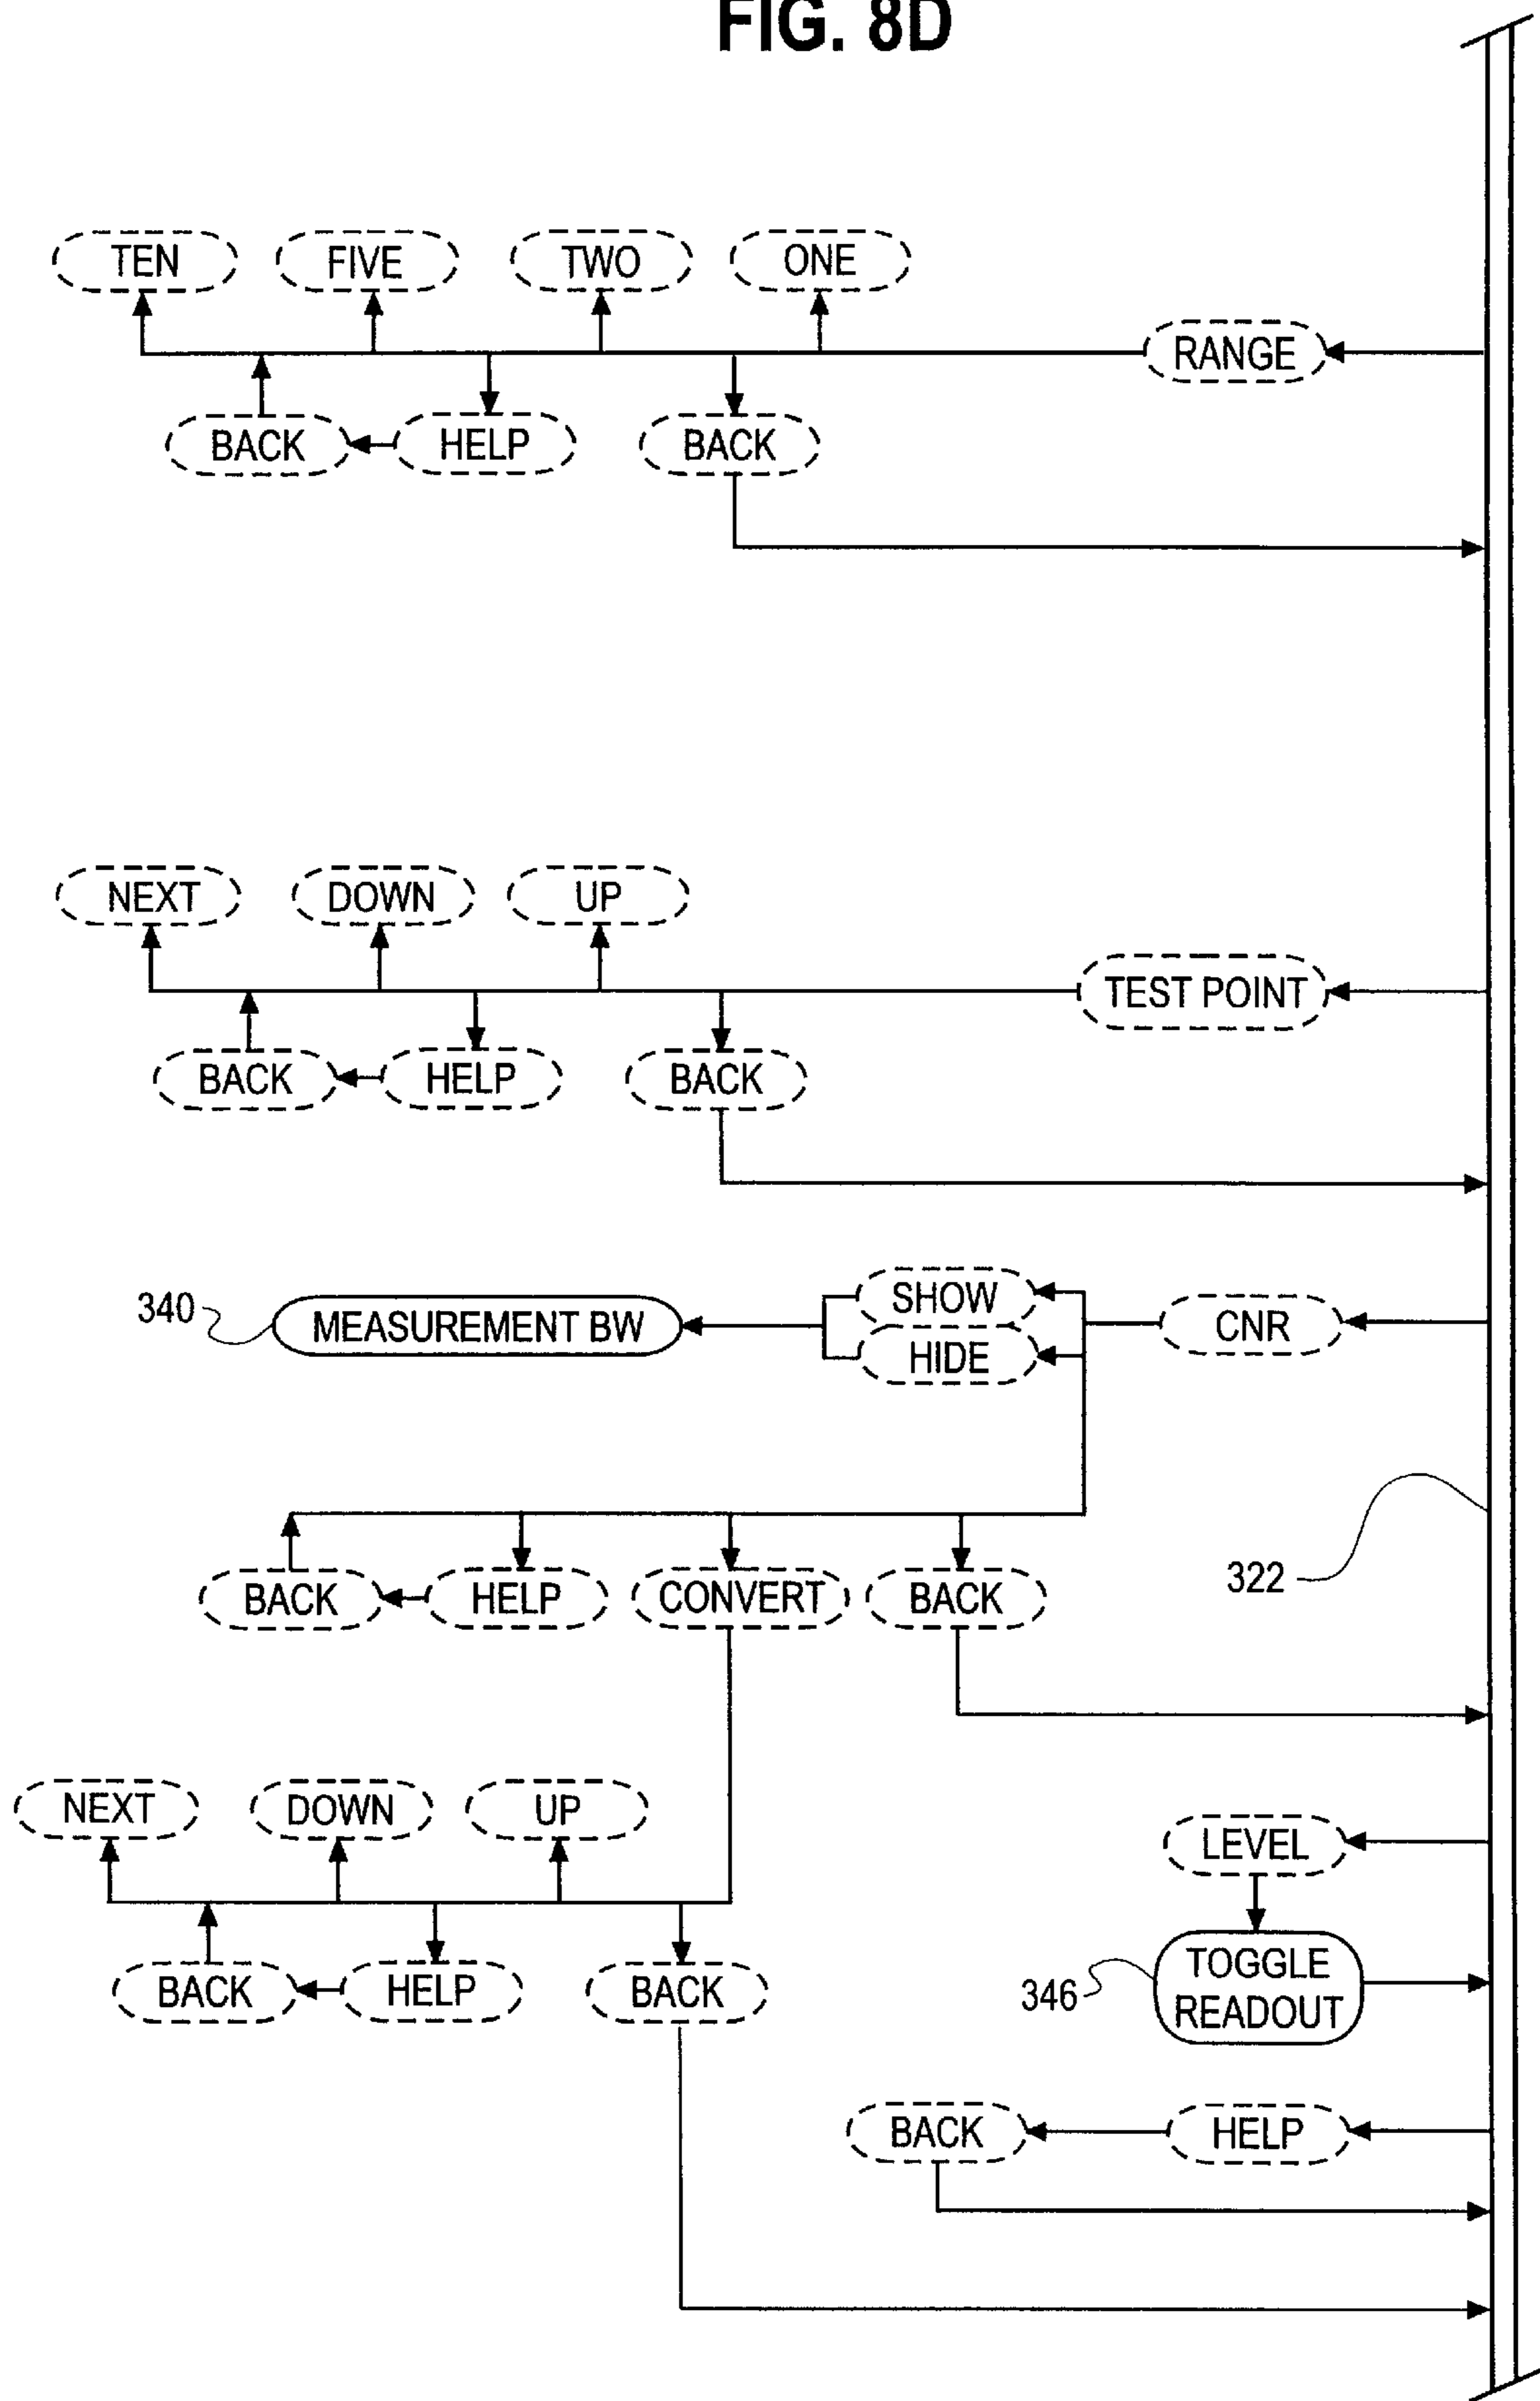 FIG. 8D
TEN
FIVE
TWO
ONE
RANGE
BACK
HELP
BACK
NEXT
DOWN
UP
TEST POINT
BACK
HELP
BACK
340
MEASUREMENT BW
SHOW
HIDE
CNR
322
BACK
HELP
CONVERT
BACK
NEXT
DOWN
UP
LEVEL
BACK
HELP
BACK
346
TOGGLE
READOUT
BACK
HELP